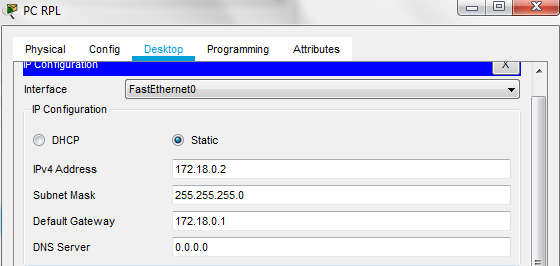 PC RPL
Physical Config Desktop Programming Attributes
IP Configuration X
Interface FastEthernet0
IP Configuration
DHCP Static
IPv4 Address 172.18.0.2
Subnet Mask 255.255.255.0
Default Gateway 172.18.0.1
DNS Server 0.0.0.0